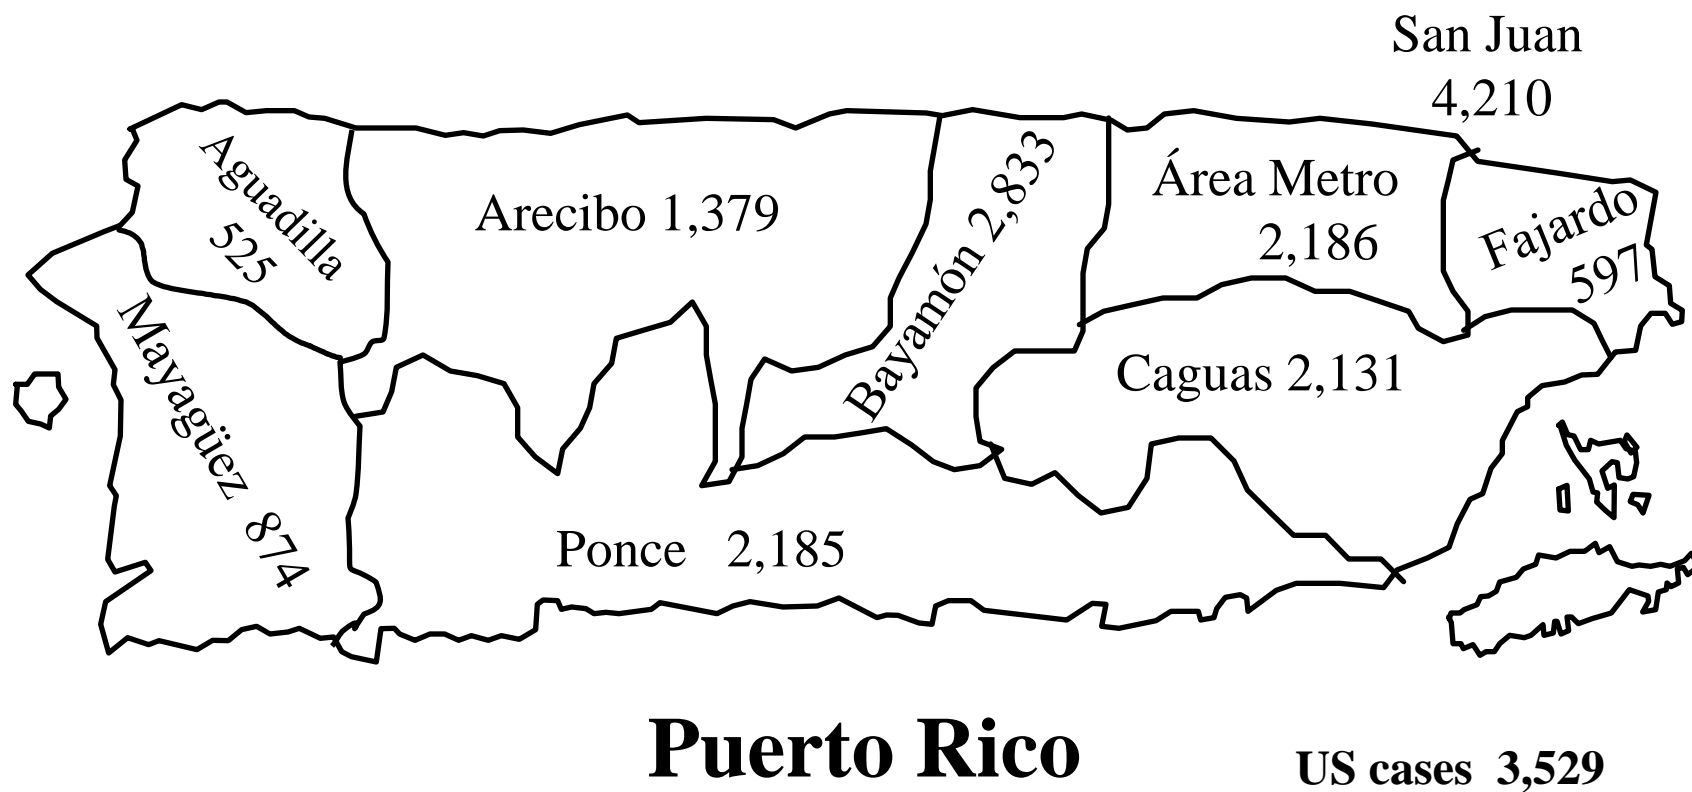 San Juan
4,210
Aguadilla
525
Arecibo 1,379
Bayamón 2,833
Área Metro
2,186
Fajardo
597
Mayagüez 874
Caguas 2,131
Ponce 2,185
Puerto Rico
US cases 3,529